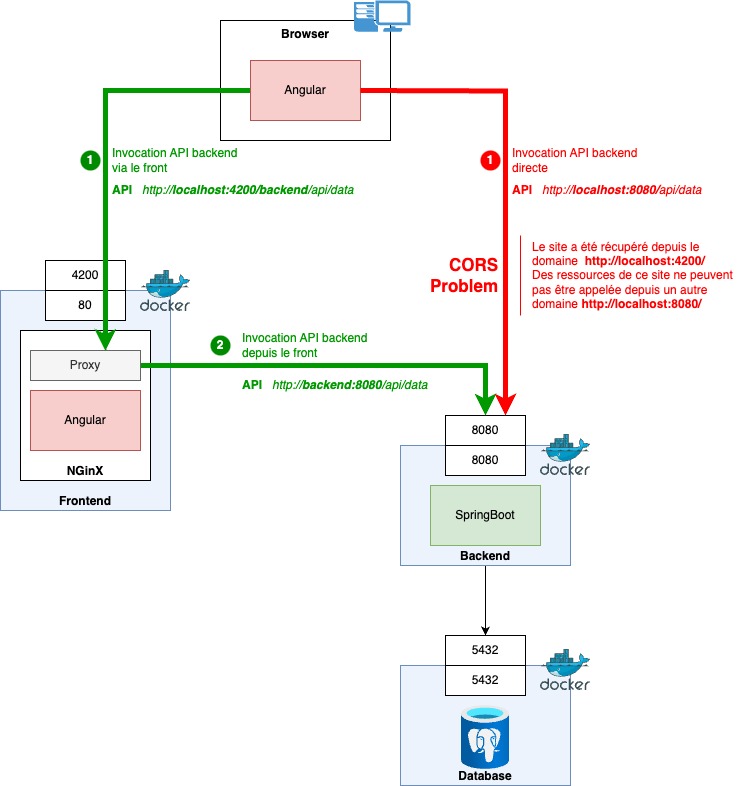 Browser
Angular
1
Invocation API backend
via le front
API http://localhost:4200/backend/api/data
1
Invocation API backend
directe
API http://localhost:8080/api/data
CORS
Problem
Le site a été récupéré depuis le
domaine http://localhost:4200/
Des ressources de ce site ne peuvent
pas être appelée depuis un autre
domaine http://localhost:8080/
4200
80
docker
Proxy
Angular
NGinX
Frontend
2
Invocation API backend
depuis le front
API http://backend:8080/api/data
8080
8080
docker
SpringBoot
Backend
5432
5432
docker
Database